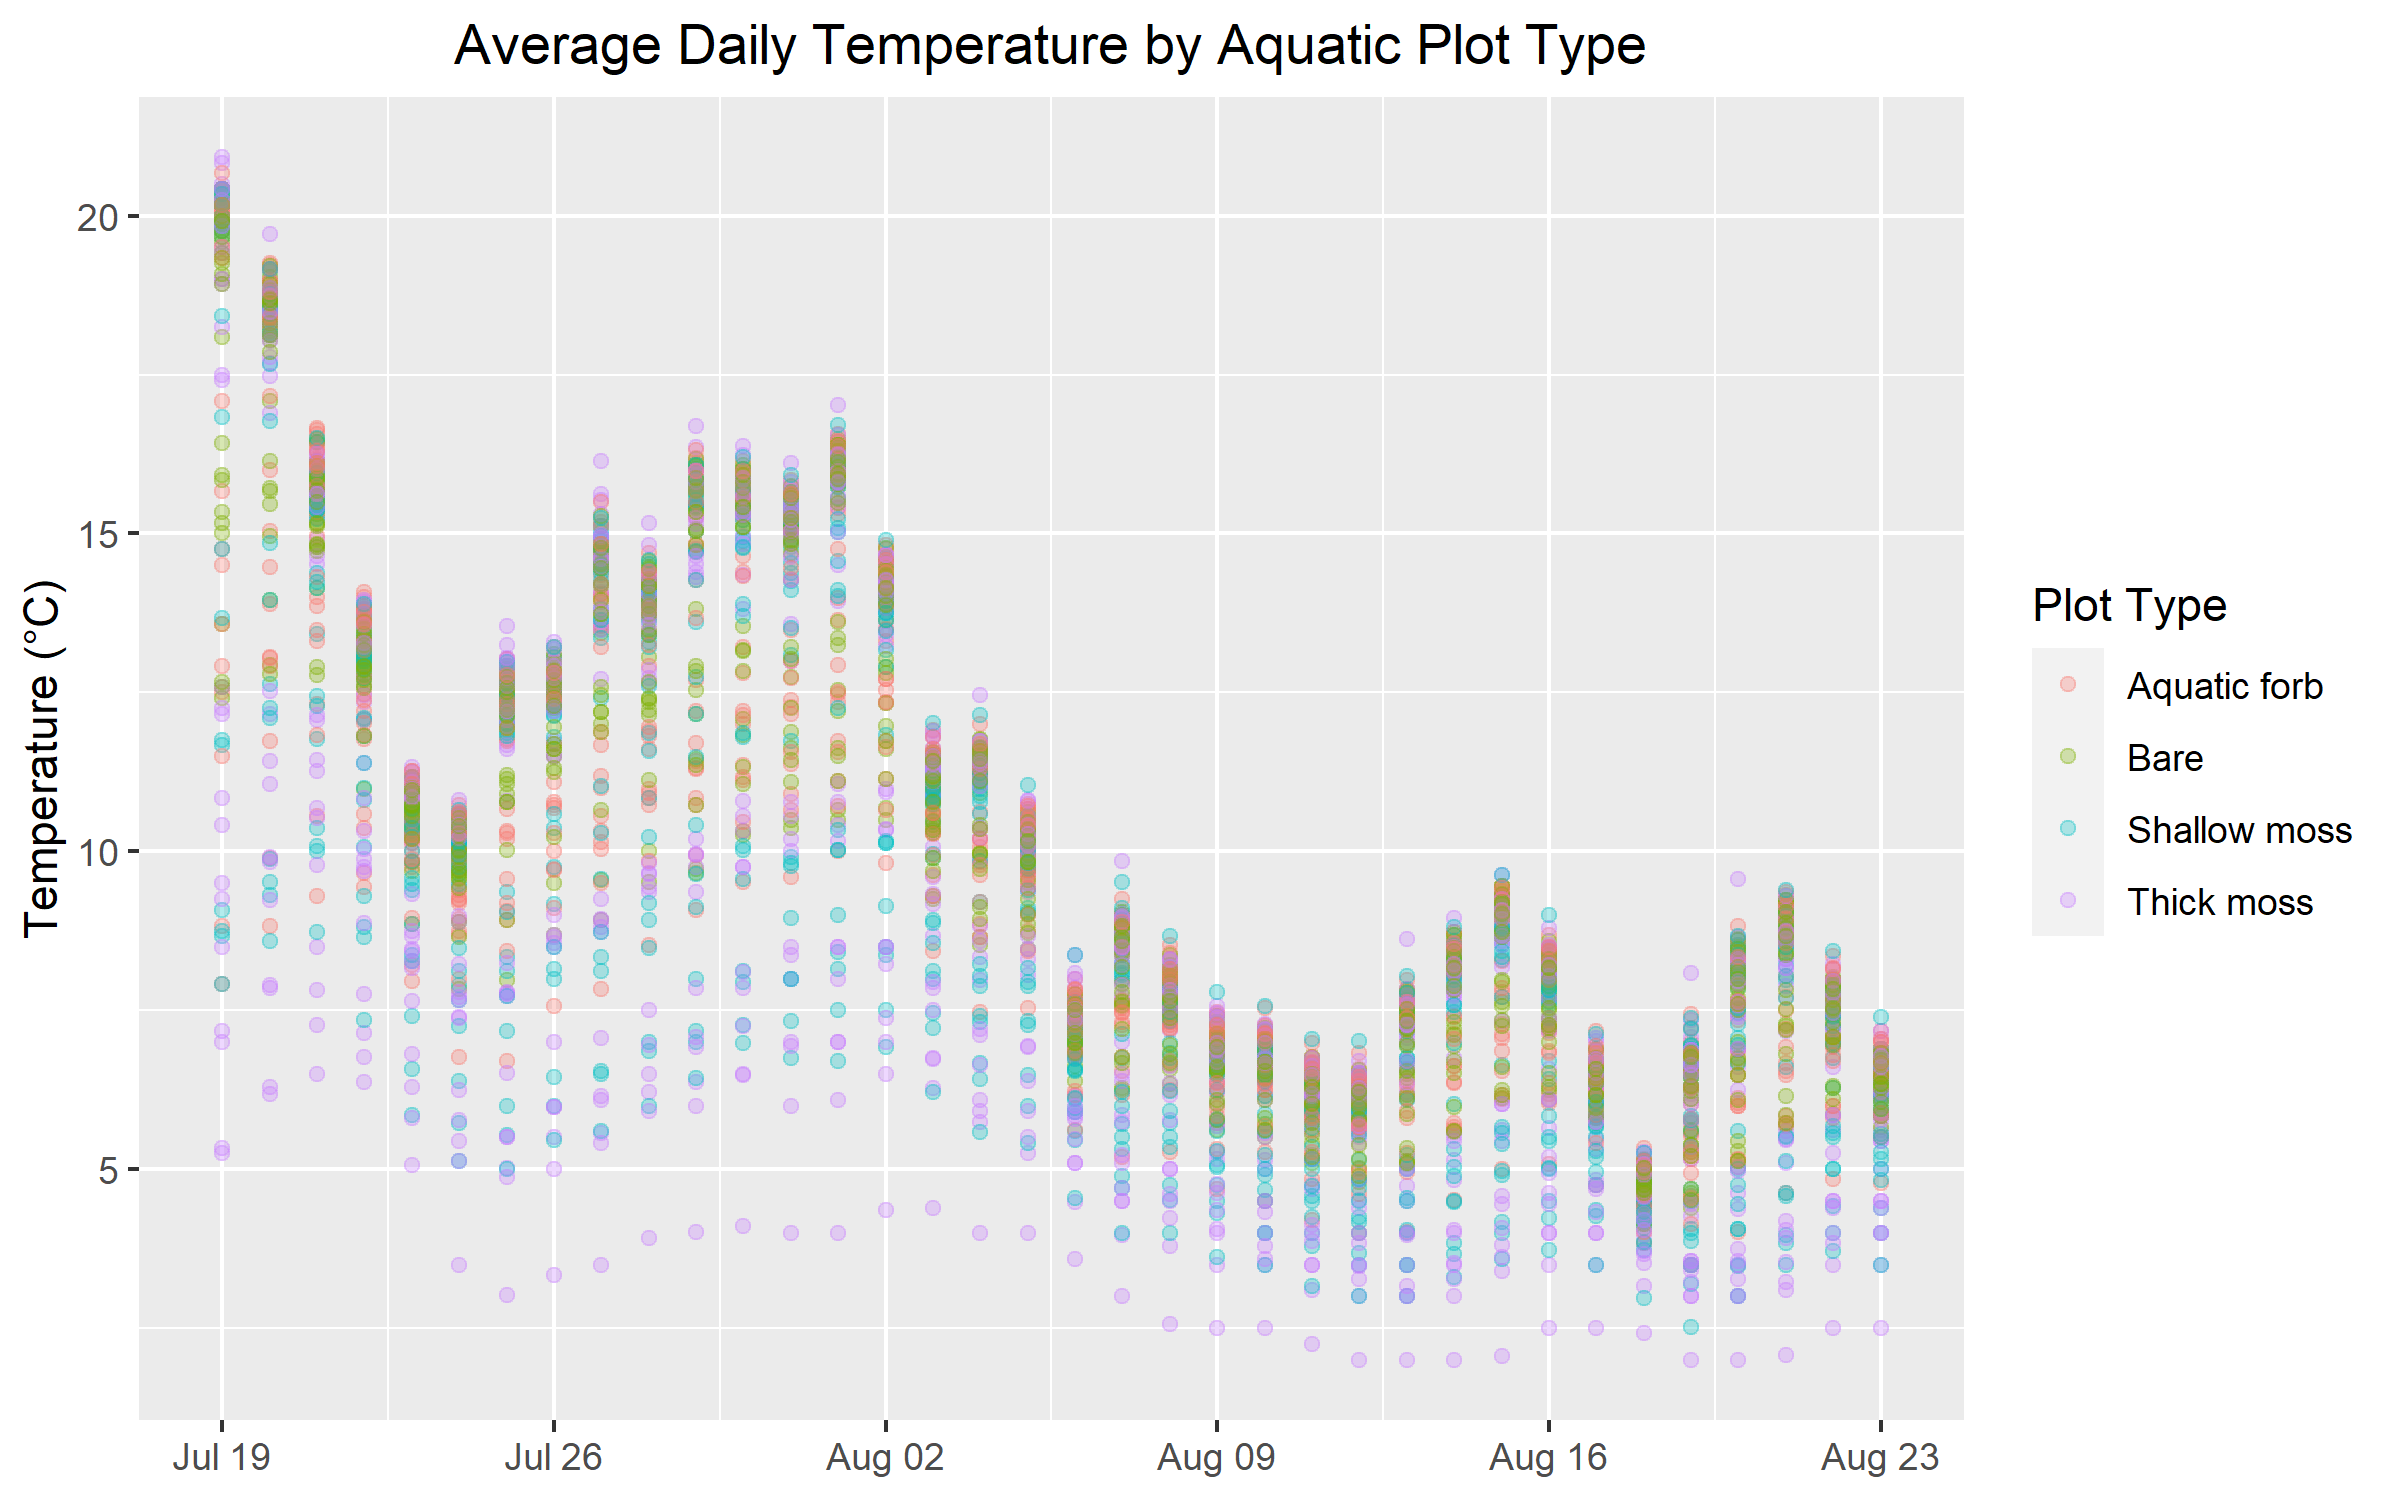 Average Daily Temperature by Aquatic Plot Type
Temperature (°C)
20
15
10
5
Jul 19
Jul 26
Aug 02
Aug 09
Aug 16
Aug 23
Plot Type
Aquatic forb
Bare
Shallow moss
Thick moss